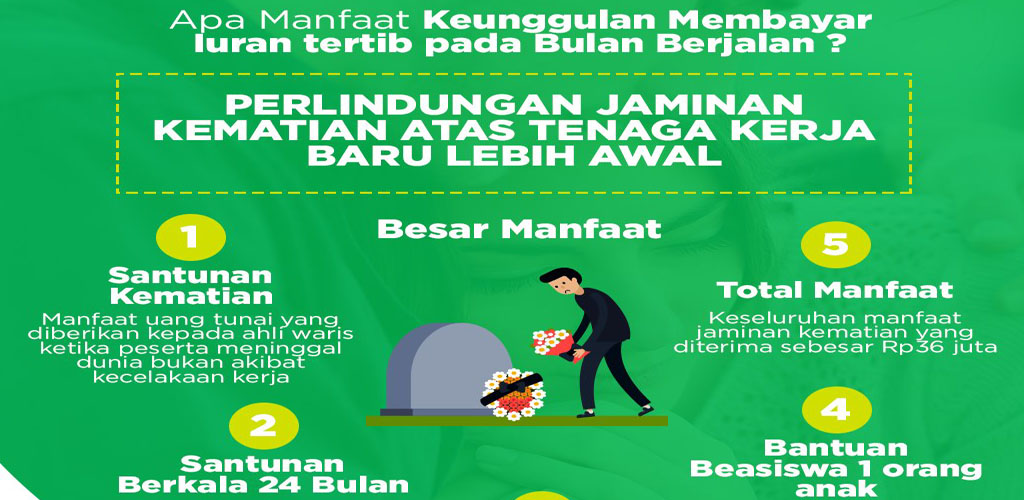 Apa Manfaat Keunggulan Membayar
Iuran tertib pada Bulan Berjalan ?
PERLINDUNGAN JAMINAN
KEMATIAN ATAS TENAGA KERJA
BARU LEBIH AWAL
Besar Manfaat
1
Santunan
Kematian
Manfaat uang tunai yang
diberikan kepada ahli waris
ketika peserta meninggal
dunia bukan akibat
kecelakaan kerja
2
Santunan
Berkala 24 Bulan
5
Total Manfaat
Keseluruhan manfaat
jaminan kematian yang
diterima sebesar Rp36 juta
4
Bantuan
Beasiswa 1 orang
anak